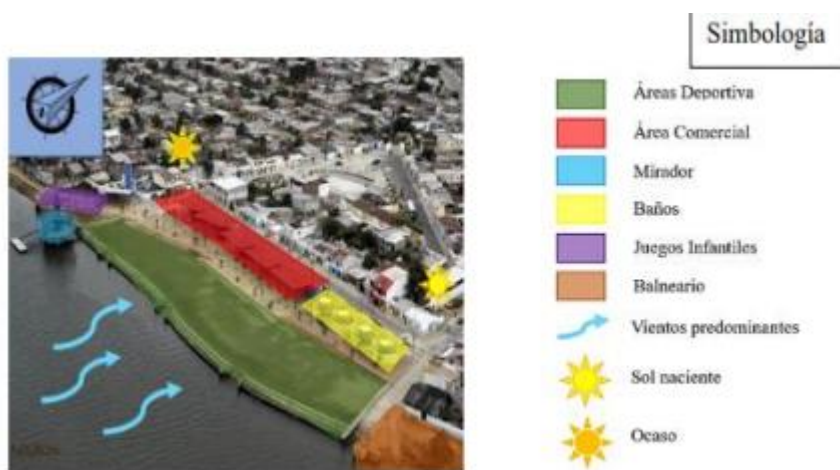 Simbología
Áreas Deportiva
Área Comercial
Mirador
Baños
Juegos Infantiles
Balneario
Vientos predominantes
Sol naciente
Ocaso